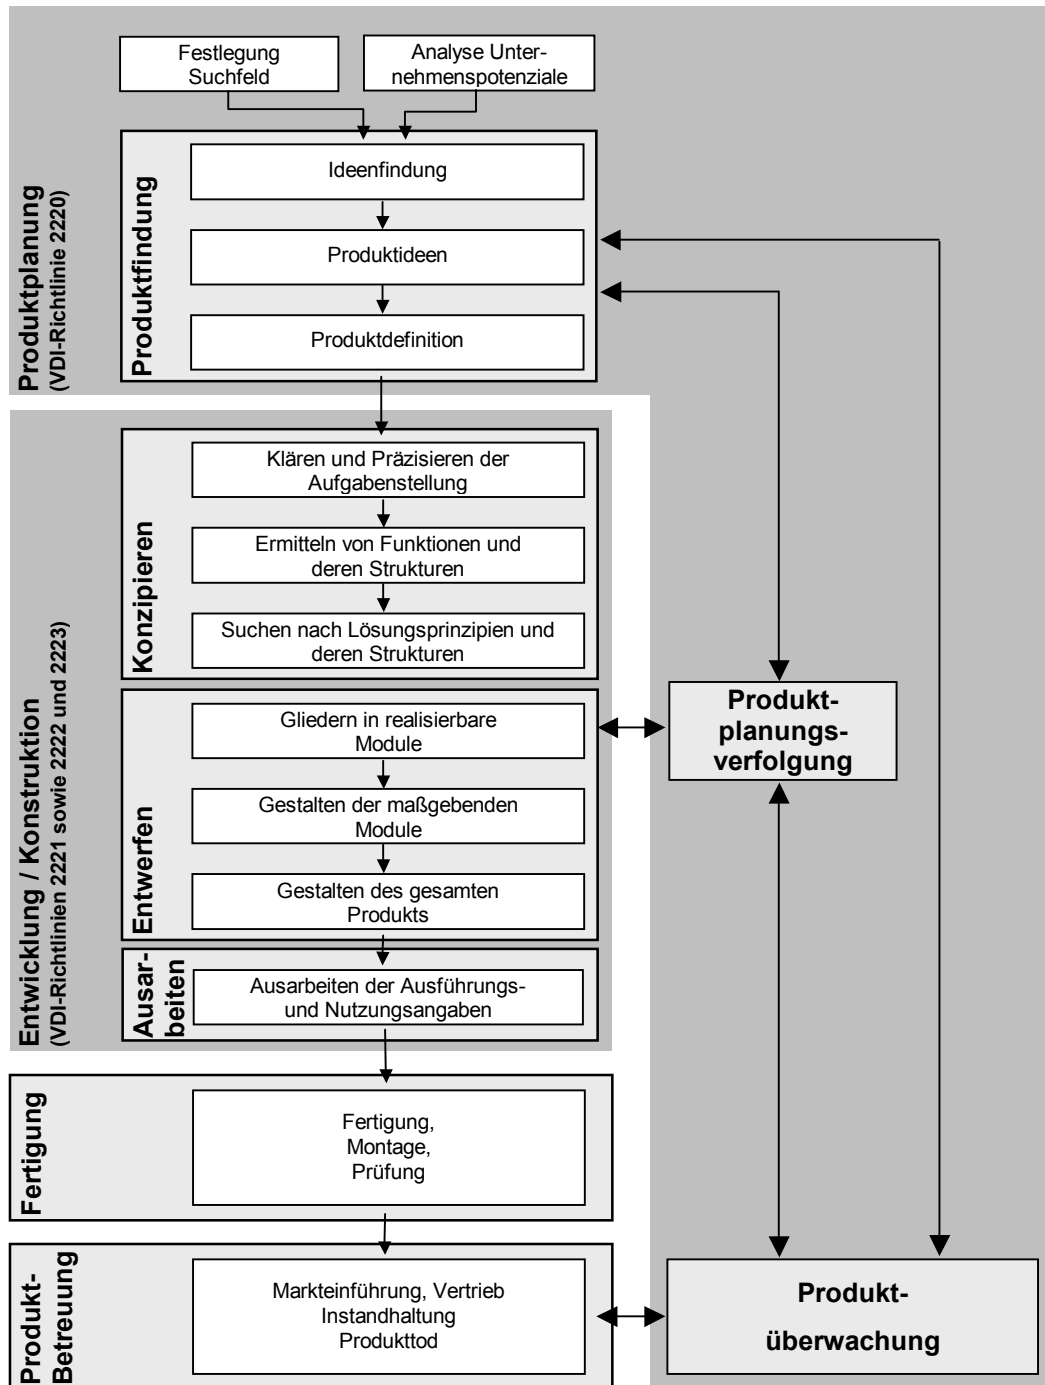 Festlegung
Suchfeld
Analyse Unter-
nehmenspotenziale
Produktplanung
(VDI-Richtlinie 2220)
Produktfindung
Ideenfindung
Produktideen
Produktdefinition
Entwicklung / Konstruktion
(VDI-Richtlinien 2221 sowie 2222 und 2223)
Konzipieren
Klären und Präzisieren der
Aufgabenstellung
Ermitteln von Funktionen und
deren Strukturen
Suchen nach Lösungsprinzipien und
deren Strukturen
Entwerfen
Gliedern in realisierbare
Module
Gestalten der maßgebenden
Module
Gestalten des gesamten
Produkts
Produkt-
planungs-
verfolgung
Ausar-
beiten
Ausarbeiten der Ausführungs-
und Nutzungsangaben
Fertigung
Fertigung,
Montage,
Prüfung
Produkt-
Betreuung
Markteinführung, Vertrieb
Instandhaltung
Produkttod
Produkt-
überwachung